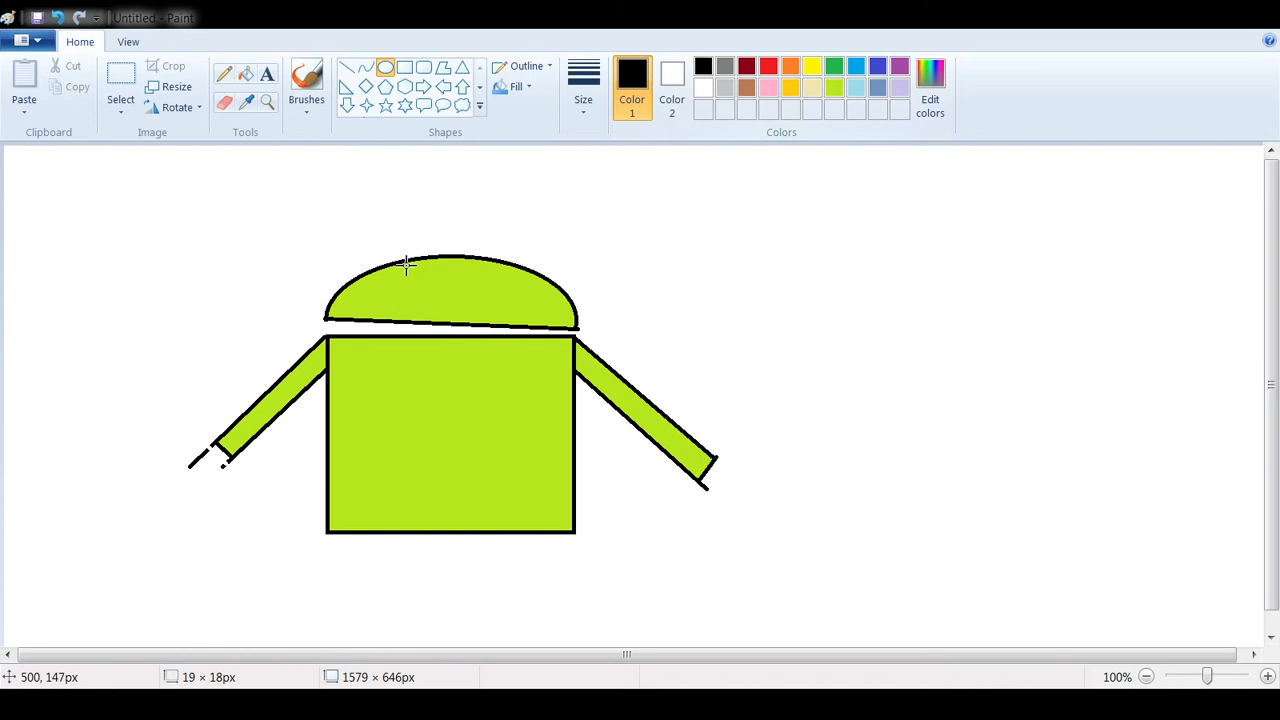 Untitled - Paint
Home View
Paste
Cut
Copy
Clipboard
Select
Crop
Resize
Rotate
Image
A
Tools
Brushes
Shapes
Outline
Fill
Size
Color 1
Color 2
Edit colors
Colors
500, 147px 19 × 18px 1579 × 646px 100%